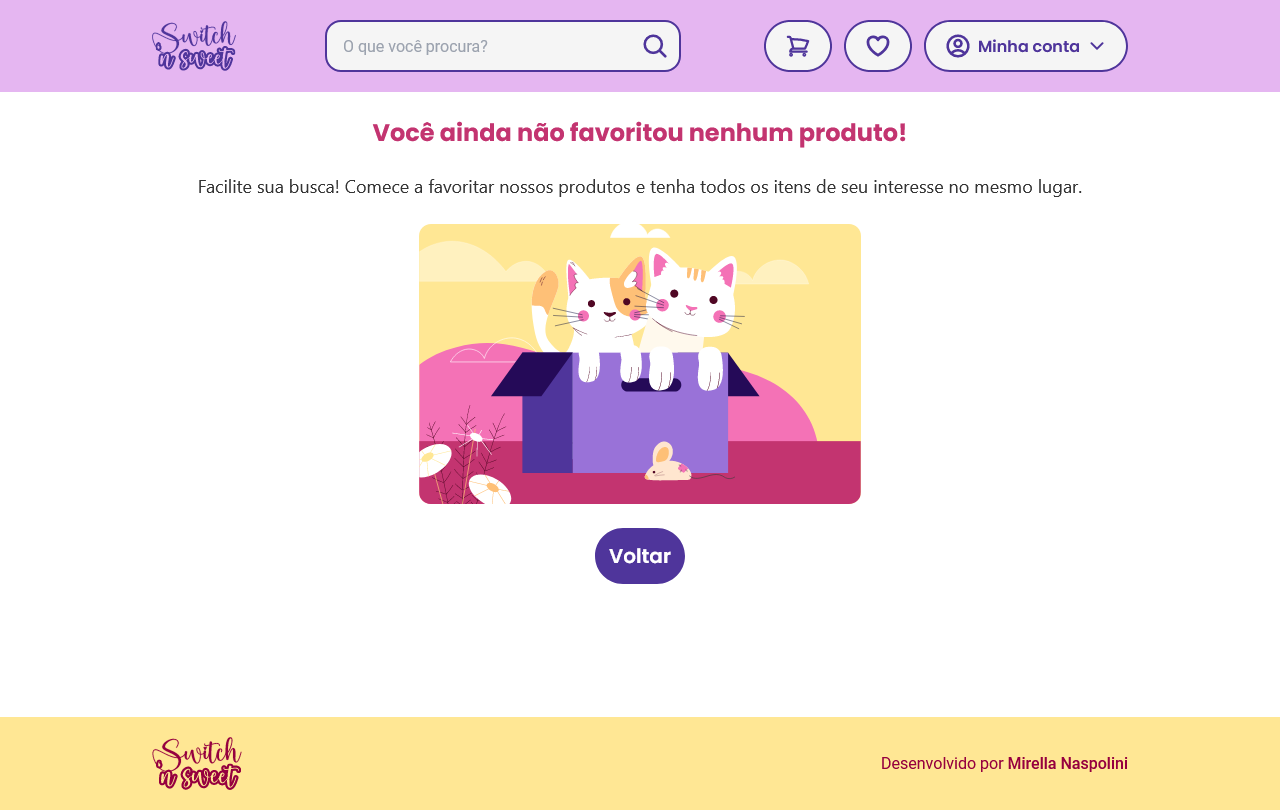 Switch
n sweet
O que você procura?
Minha conta
Você ainda não favoritou nenhum produto!
Facilite sua busca! Comece a favoritar nossos produtos e tenha todos os itens de seu interesse no mesmo lugar.
Voltar
Switch
n sweet
Desenvolvido por Mirella Naspolini